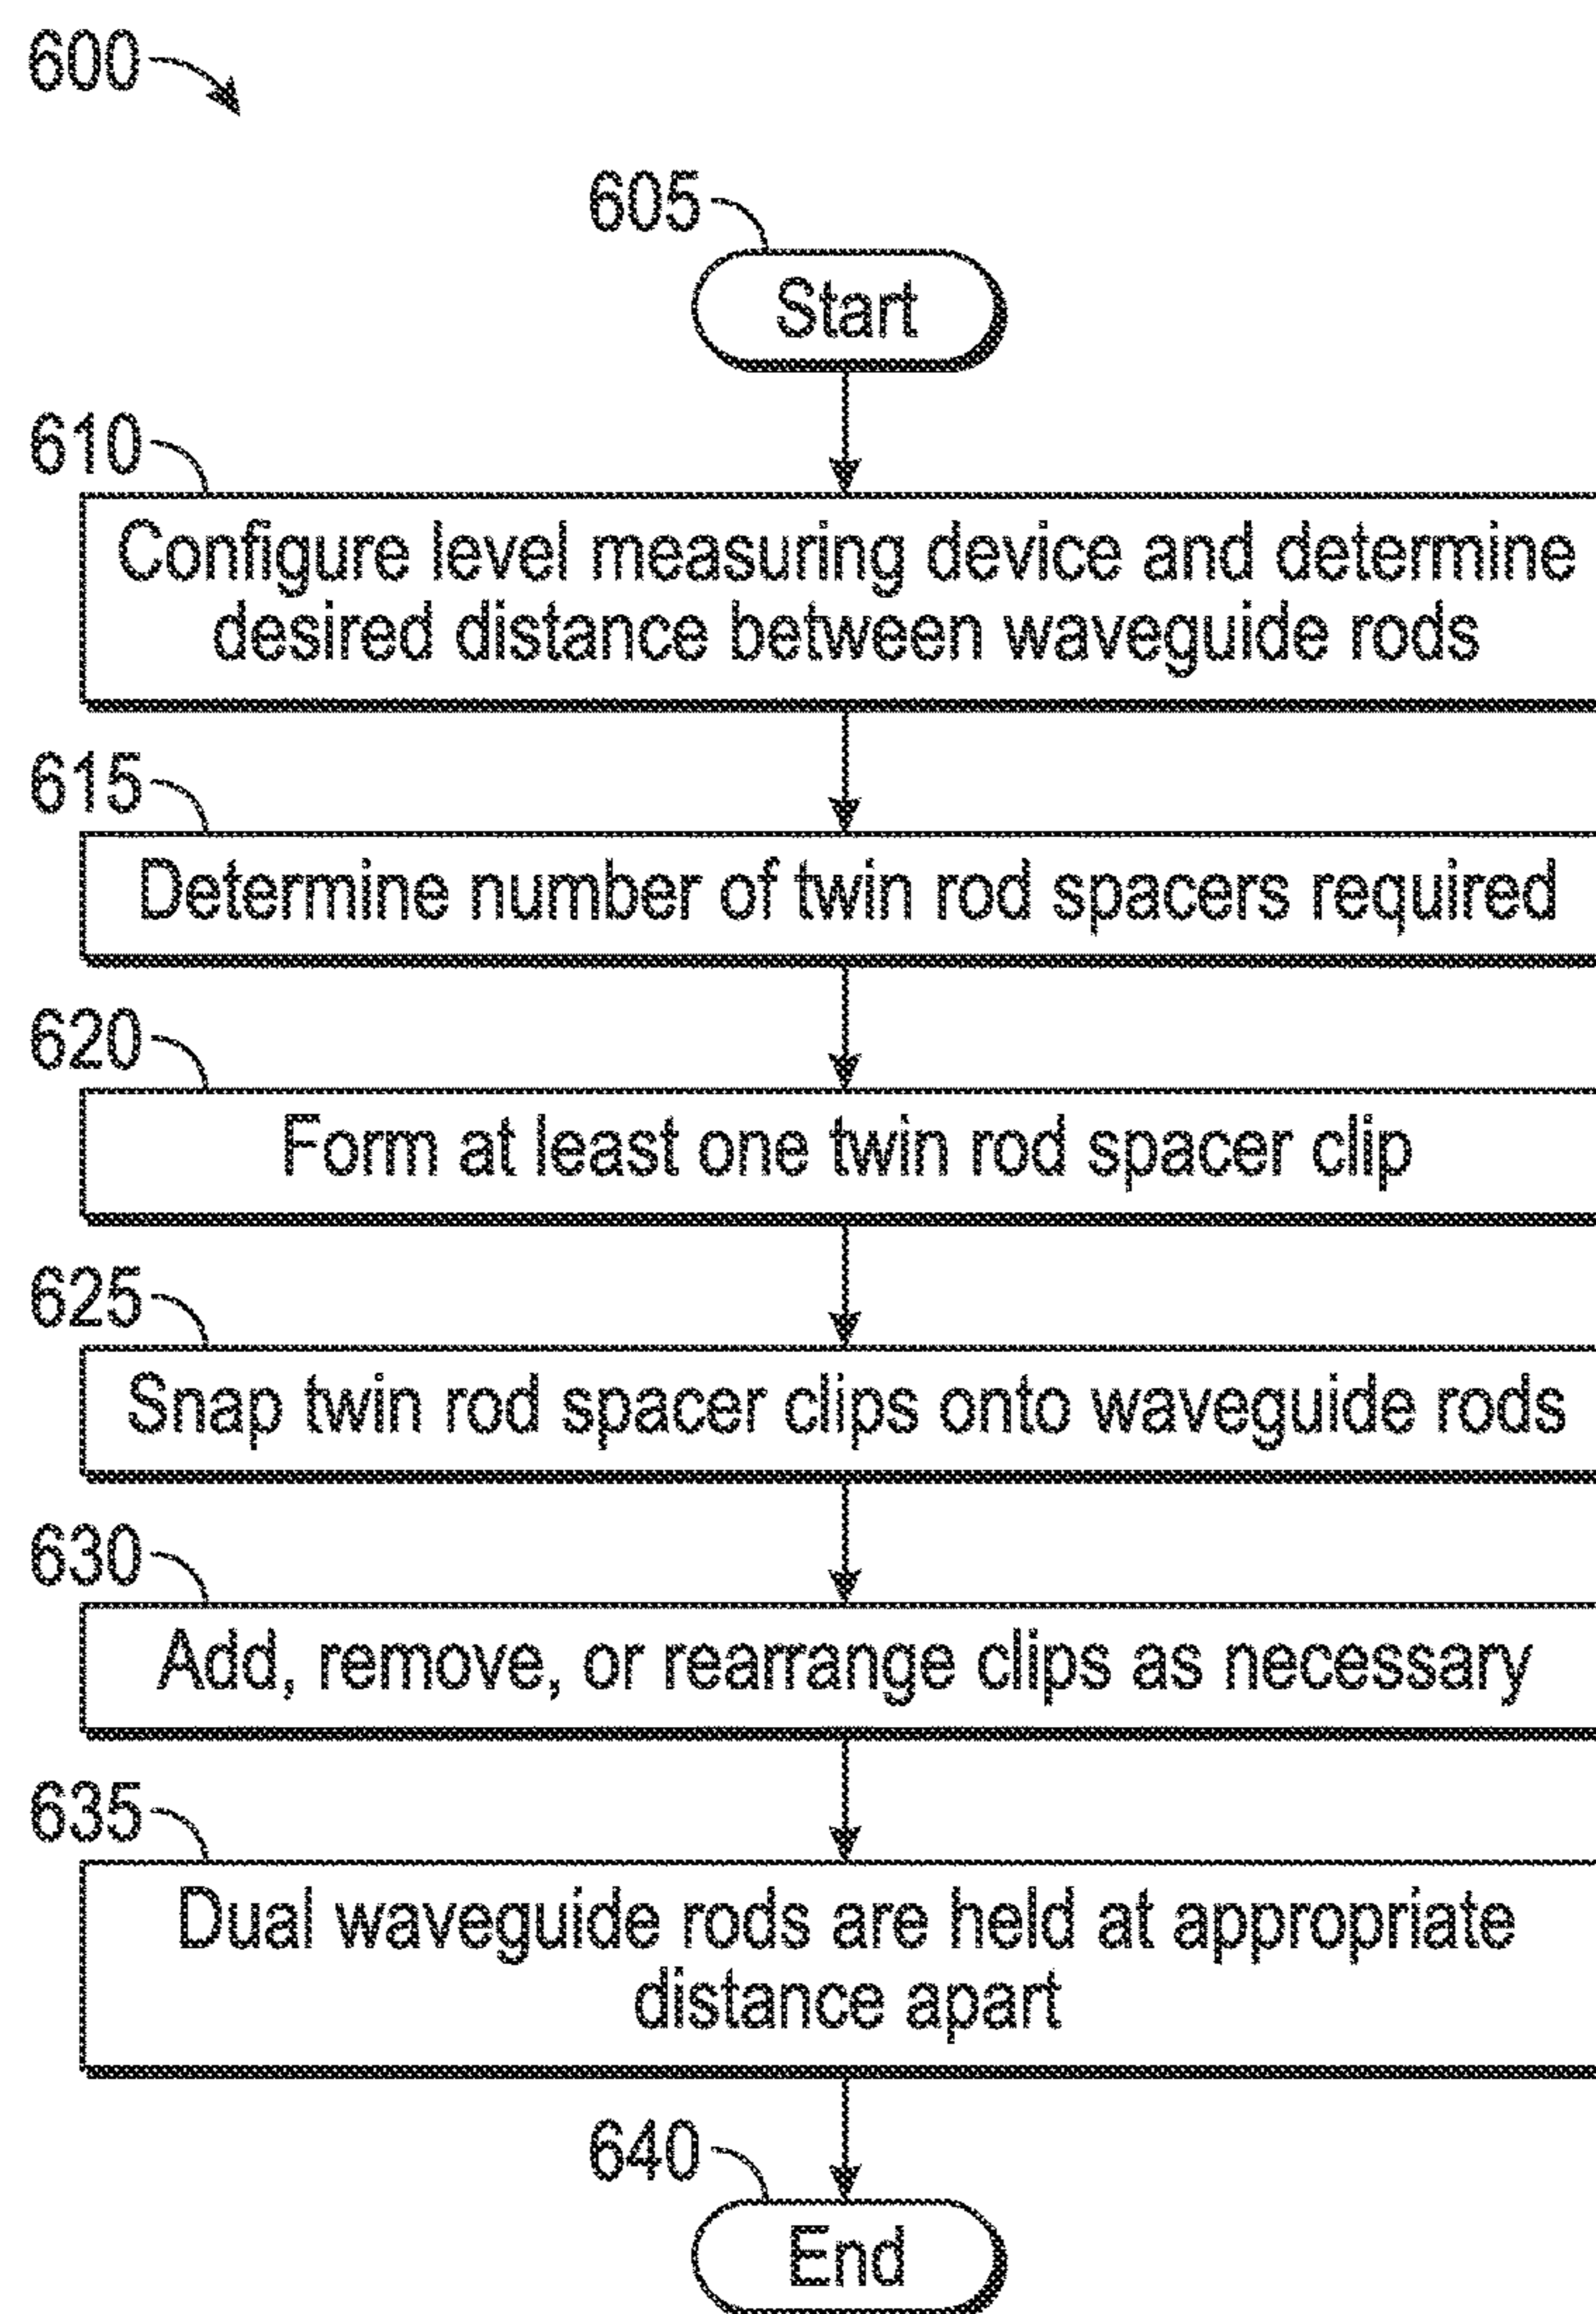 600
605
Start
610
Configure level measuring device and determine
desired distance between waveguide rods
615
Determine number of twin rod spacers required
620
Form at least one twin rod spacer clip
625
Snap twin rod spacer clips onto waveguide rods
630
Add, remove, or rearrange clips as necessary
635
Dual waveguide rods are held at appropriate
distance apart
640
End